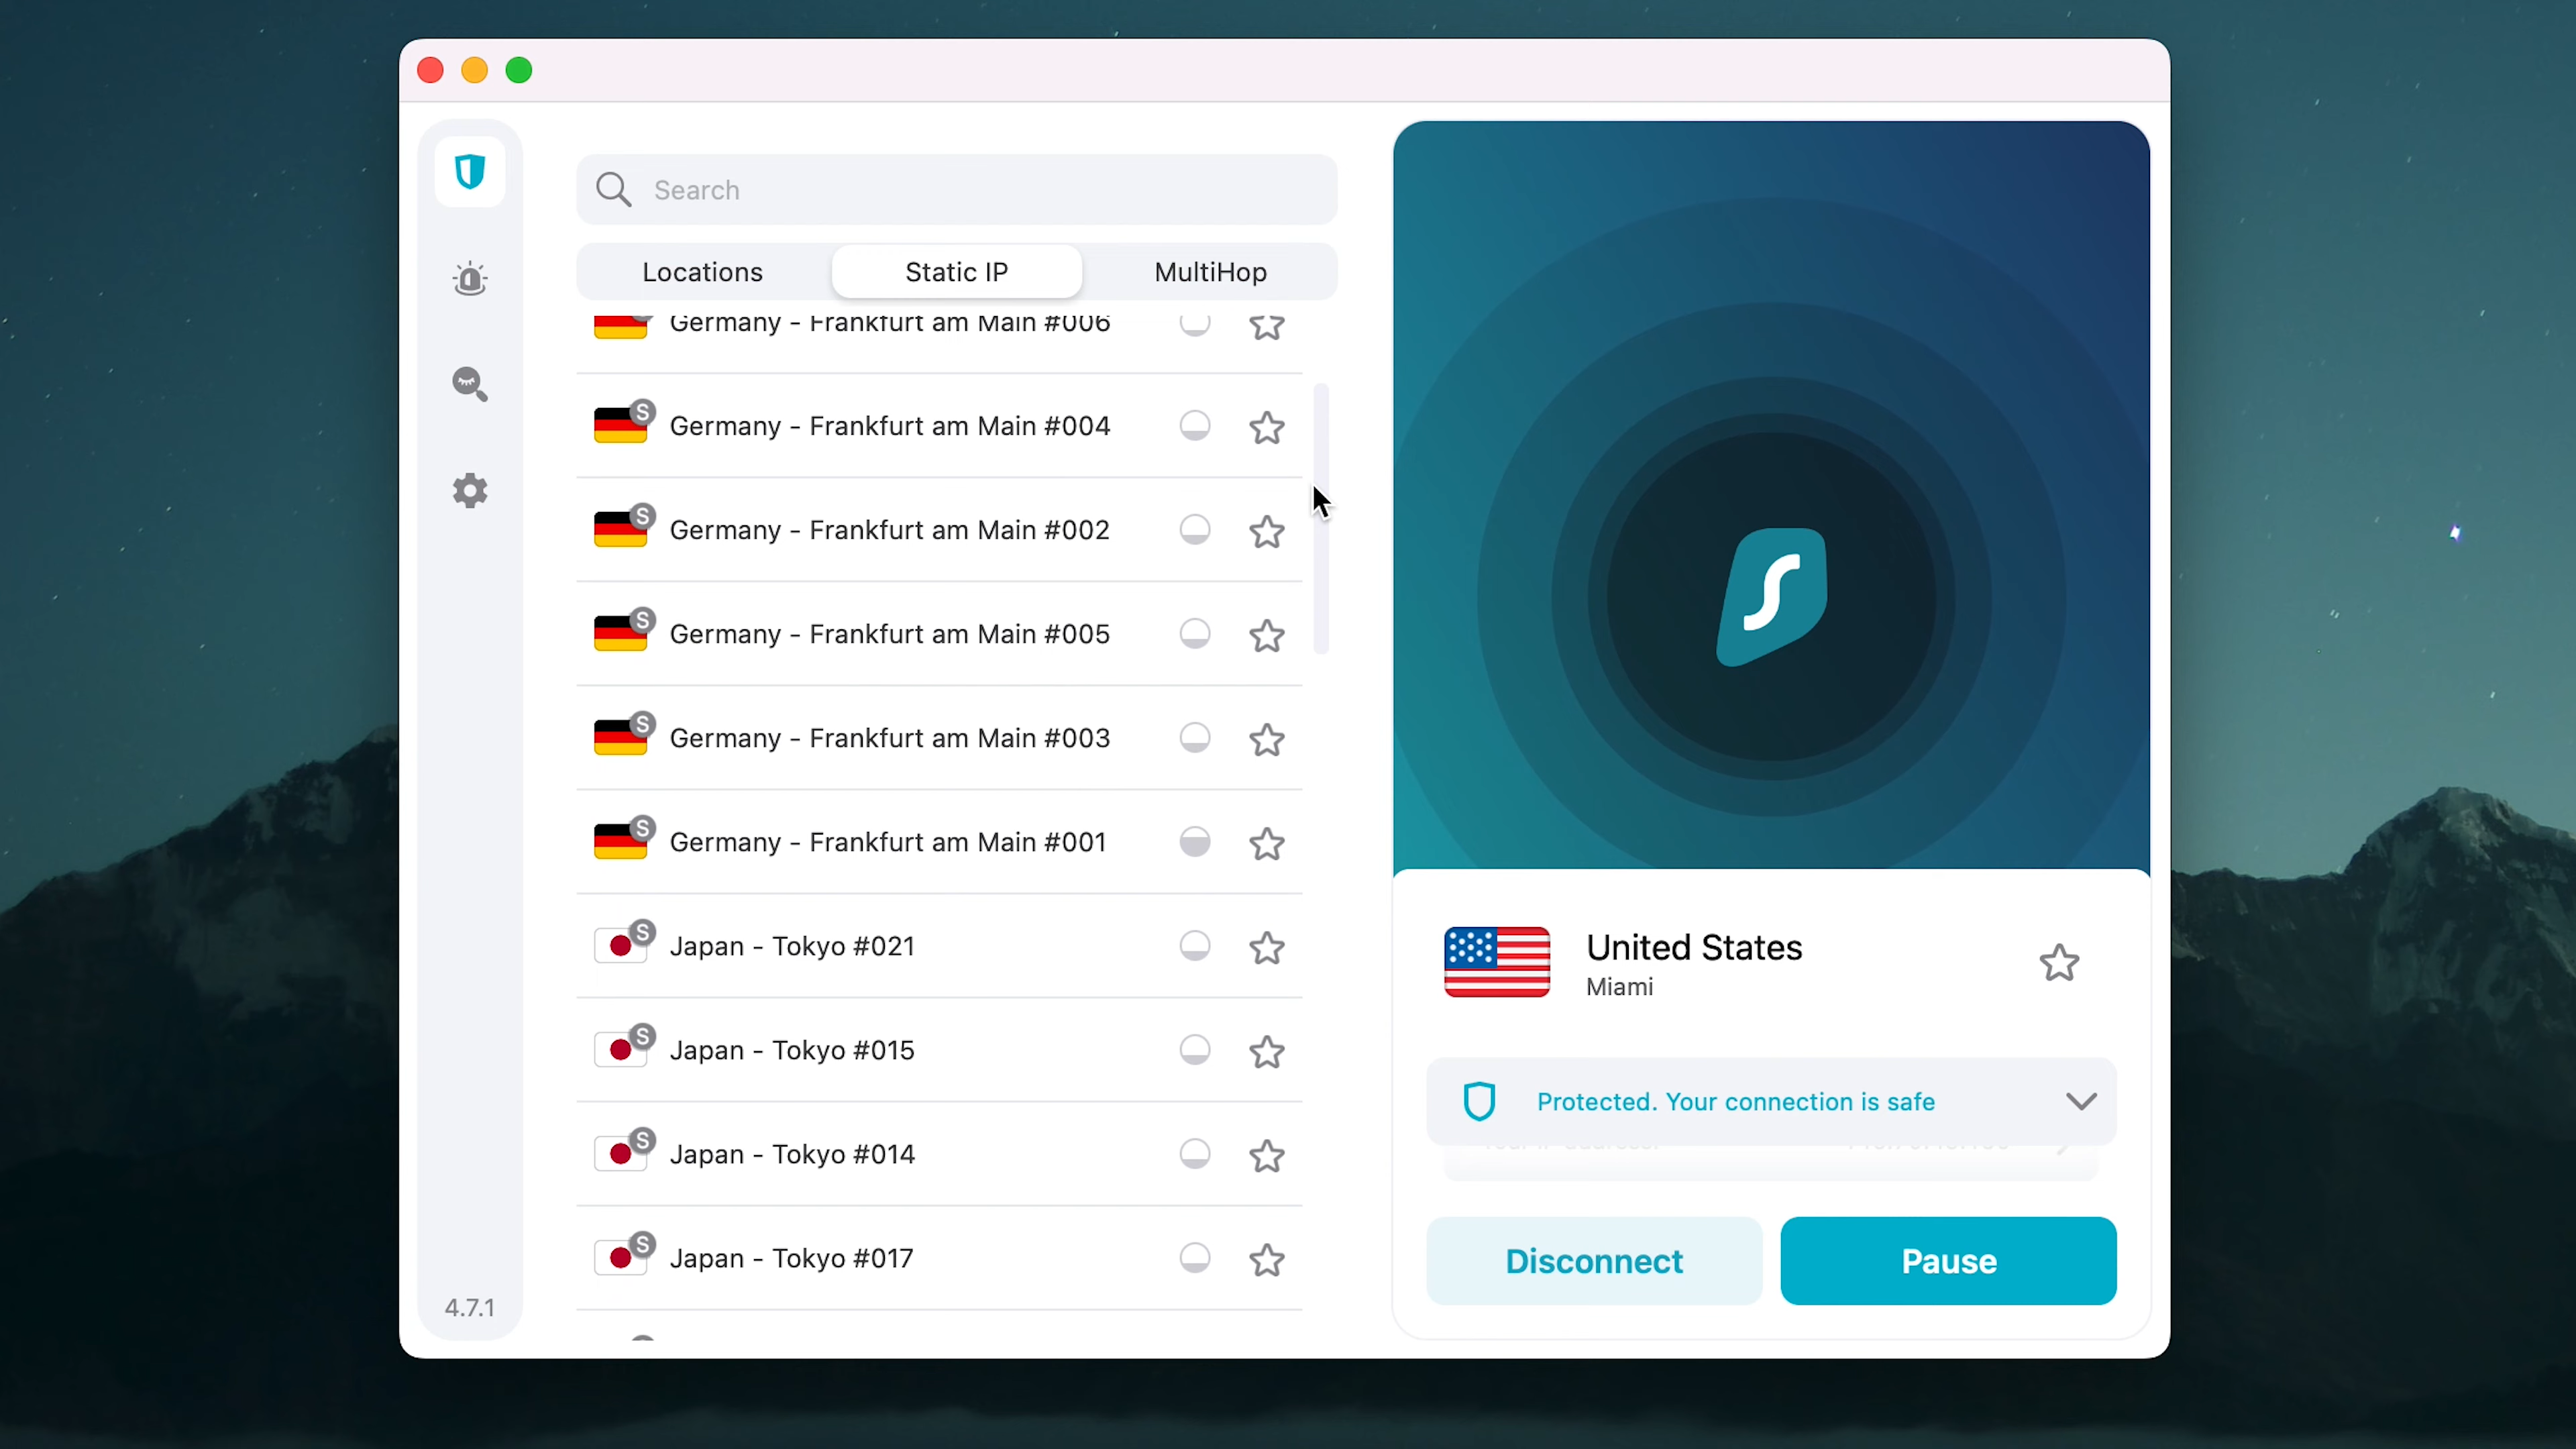 Search
Locations Static IP MultiHop
Germany - Frankfurt am Main #006
S Germany - Frankfurt am Main #004
S Germany - Frankfurt am Main #002
S Germany - Frankfurt am Main #005
S Germany - Frankfurt am Main #003
S Germany - Frankfurt am Main #001
S Japan - Tokyo #021
S Japan - Tokyo #015
S Japan - Tokyo #014
S Japan - Tokyo #017
4.7.1
United States
Miami
Protected. Your connection is safe
Disconnect Pause